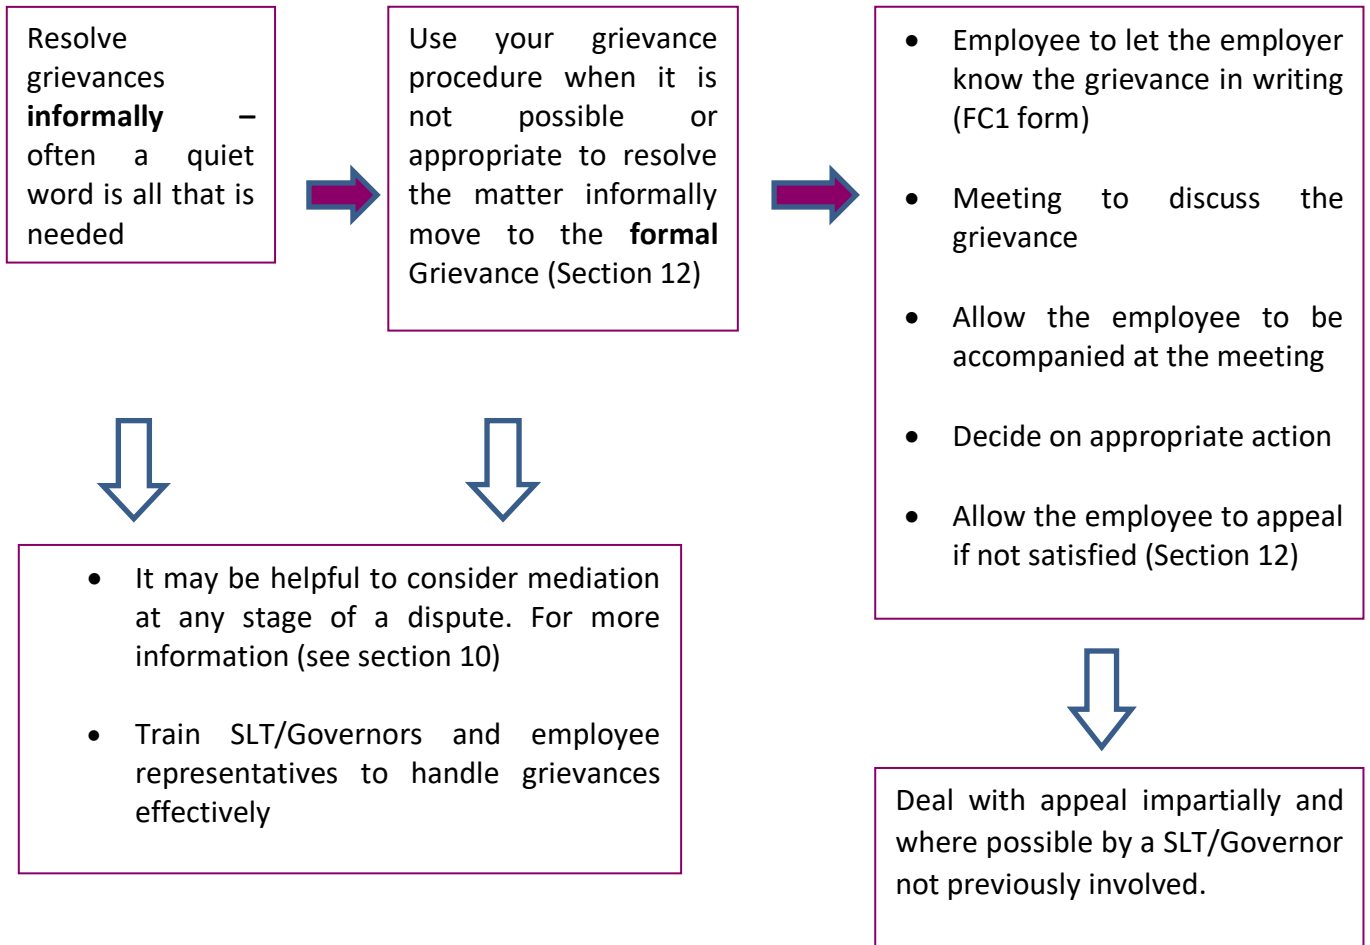 Resolve
grievances
informally –
often a quiet
word is all that is
needed
Use your grievance
procedure when it is
not possible or
appropriate to resolve
the matter informally
move to the formal
Grievance (Section 12)
• Employee to let the employer
know the grievance in writing
(FC1 form)
• Meeting to discuss the
grievance
• Allow the employee to be
accompanied at the meeting
• Decide on appropriate action
• Allow the employee to appeal
if not satisfied (Section 12)
• It may be helpful to consider mediation
at any stage of a dispute. For more
information (see section 10)
• Train SLT/Governors and employee
representatives to handle grievances
effectively
Deal with appeal impartially and
where possible by a SLT/Governor
not previously involved.